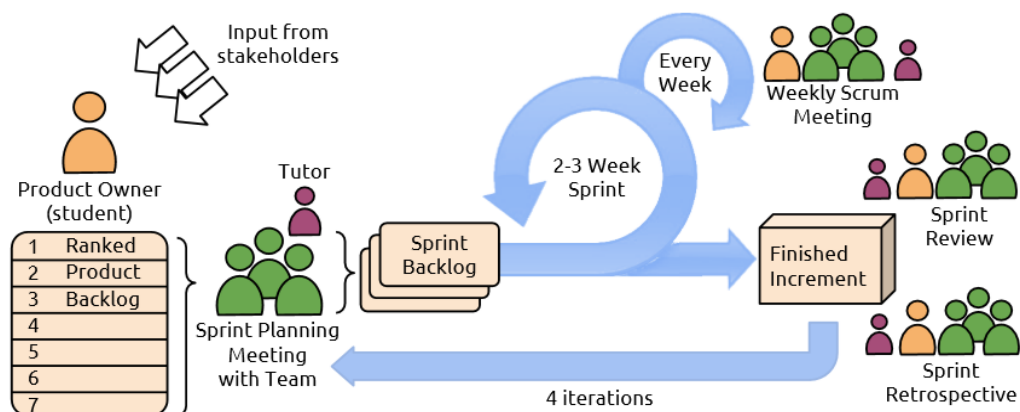 Input from
stakeholders
Product Owner
(student)
1 Ranked
2 Product
3 Backlog
4
5
6
7
Tutor
Sprint Planning
Meeting
with Team
Sprint
Backlog
2-3 Week
Sprint
Every
Week
Weekly Scrum
Meeting
Finished
Increment
Sprint
Review
Sprint
Retrospective
4 iterations